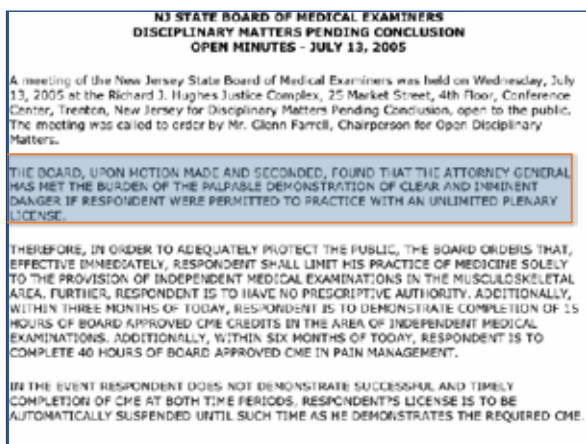 NJ STATE BOARD OF MEDICAL EXAMINERS
DISCIPLINARY MATTERS PENDING CONCLUSION
OPEN MINUTES - JULY 13, 2005
A meeting of the New Jersey State Board of Medical Examiners was held on Wednesday, July
13, 2005 at the Richard J. Hughes Justice Complex, 25 Market Street, 4th Floor, Conference
Center, Trenton, New Jersey for Disciplinary Matters Pending Conclusion, open to the public.
The meeting was called to order by Mr. Glenn Farrell, Chairperson for Open Disciplinary
Matters.
THE BOARD, UPON MOTION MADE AND SECONDED, FOUND THAT THE ATTORNEY GENERAL
HAS MET THE BURDEN OF THE PALPABLE DEMONSTRATION OF CLEAR AND IMMINENT
DANGER IF RESPONDENT WERE PERMITTED TO PRACTICE WITH AN UNLIMITED PLENARY
LICENSE.
THEREFORE, IN ORDER TO ADEQUATELY PROTECT THE PUBLIC, THE BOARD ORDERS THAT,
EFFECTIVE IMMEDIATELY, RESPONDENT SHALL LIMIT HIS PRACTICE OF MEDICINE SOLELY
TO THE PROVISION OF INDEPENDENT MEDICAL EXAMINATIONS IN THE MUSCULOSKELETAL
AREA. FURTHER, RESPONDENT IS TO HAVE NO PRESCRIPTIVE AUTHORITY. ADDITIONALLY,
WITHIN THREE MONTHS OF TODAY, RESPONDENT IS TO DEMONSTRATE COMPLETION OF 15
HOURS OF BOARD APPROVED CME CREDITS IN THE AREA OF INDEPENDENT MEDICAL
EXAMINATIONS. ADDITIONALLY, WITHIN SIX MONTHS OF TODAY, RESPONDENT IS TO
COMPLETE 40 HOURS OF BOARD APPROVED CME IN PAIN MANAGEMENT.
IN THE EVENT RESPONDENT DOES NOT DEMONSTRATE SUCCESSFUL AND TIMELY
COMPLETION OF CME AT BOTH TIME PERIODS, RESPONDENT'S LICENSE IS TO BE
AUTOMATICALLY SUSPENDED UNTIL SUCH TIME AS HE DEMONSTRATES THE REQUIRED CME.